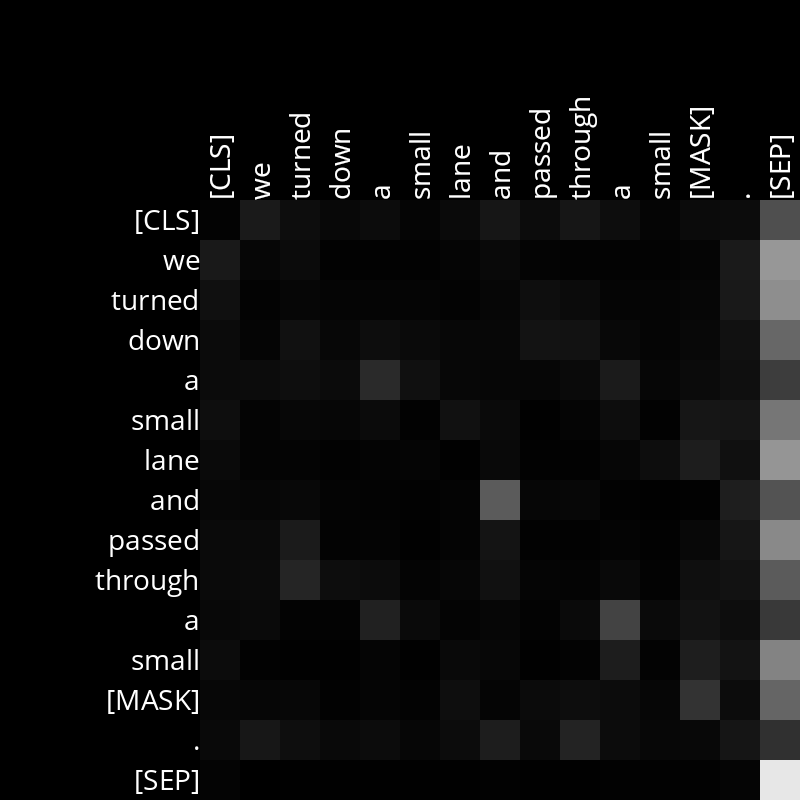 [CLS] we turned down a small lane and passed through a small [MASK] . [SEP]
[CLS]
we
turned
down
a
small
lane
and
passed
through
a
small
[MASK]
.
[SEP]